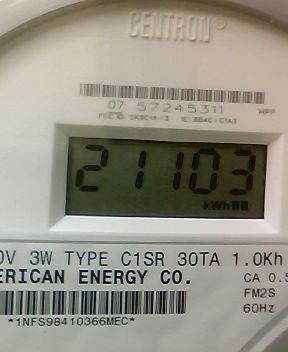 CENTRON®
07 57245311
HPP
21103
kWh
0V 3W TYPE C1SR 30TA 1.0Kh
ERICAN ENERGY CO.
CA 0.5
FM2S
60Hz
*1NFS98410366MEC*